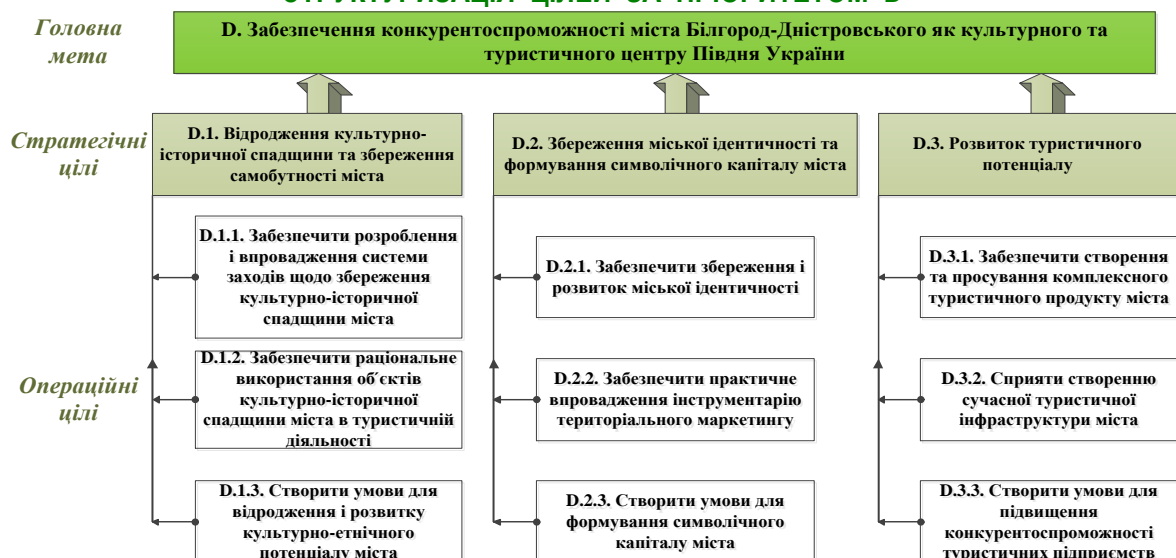 СТРУКТУРИЗАЦІЯ ЦІЛЕЙ ЗА ПРІОРИТЕТОМ D
Головна
мета
D. Забезпечення конкурентоспроможності міста Білгород-Дністровського як культурного та
туристичного центру Півдня України
Стратегічні
цілі
D.1. Відродження культурно-
історичної спадщини та збереження
самобутності міста
D.2. Збереження міської ідентичності та
формування символічного капіталу міста
D.3. Розвиток туристичного
потенціалу
Операційні
цілі
D.1.1. Забезпечити розроблення
і впровадження системи
заходів щодо збереження
культурно-історичної
спадщини міста
D.2.1. Забезпечити збереження і
розвиток міської ідентичності
D.3.1. Забезпечити створення
та просування комплексного
туристичного продукту міста
D.1.2. Забезпечити раціональне
використання об´єктів
культурно-історичної
спадщини міста в туристичній
діяльності
D.2.2. Забезпечити практичне
впровадження інструментарію
територіального маркетингу
D.3.2. Сприяти створенню
сучасної туристичної
інфраструктури міста
D.1.3. Створити умови для
відродження і розвитку
культурно-етнічного
потенціалу міста
D.2.3. Створити умови для
формування символічного
капіталу міста
D.3.3. Створити умови для
підвищення
конкурентоспроможності
туристичних підприємств